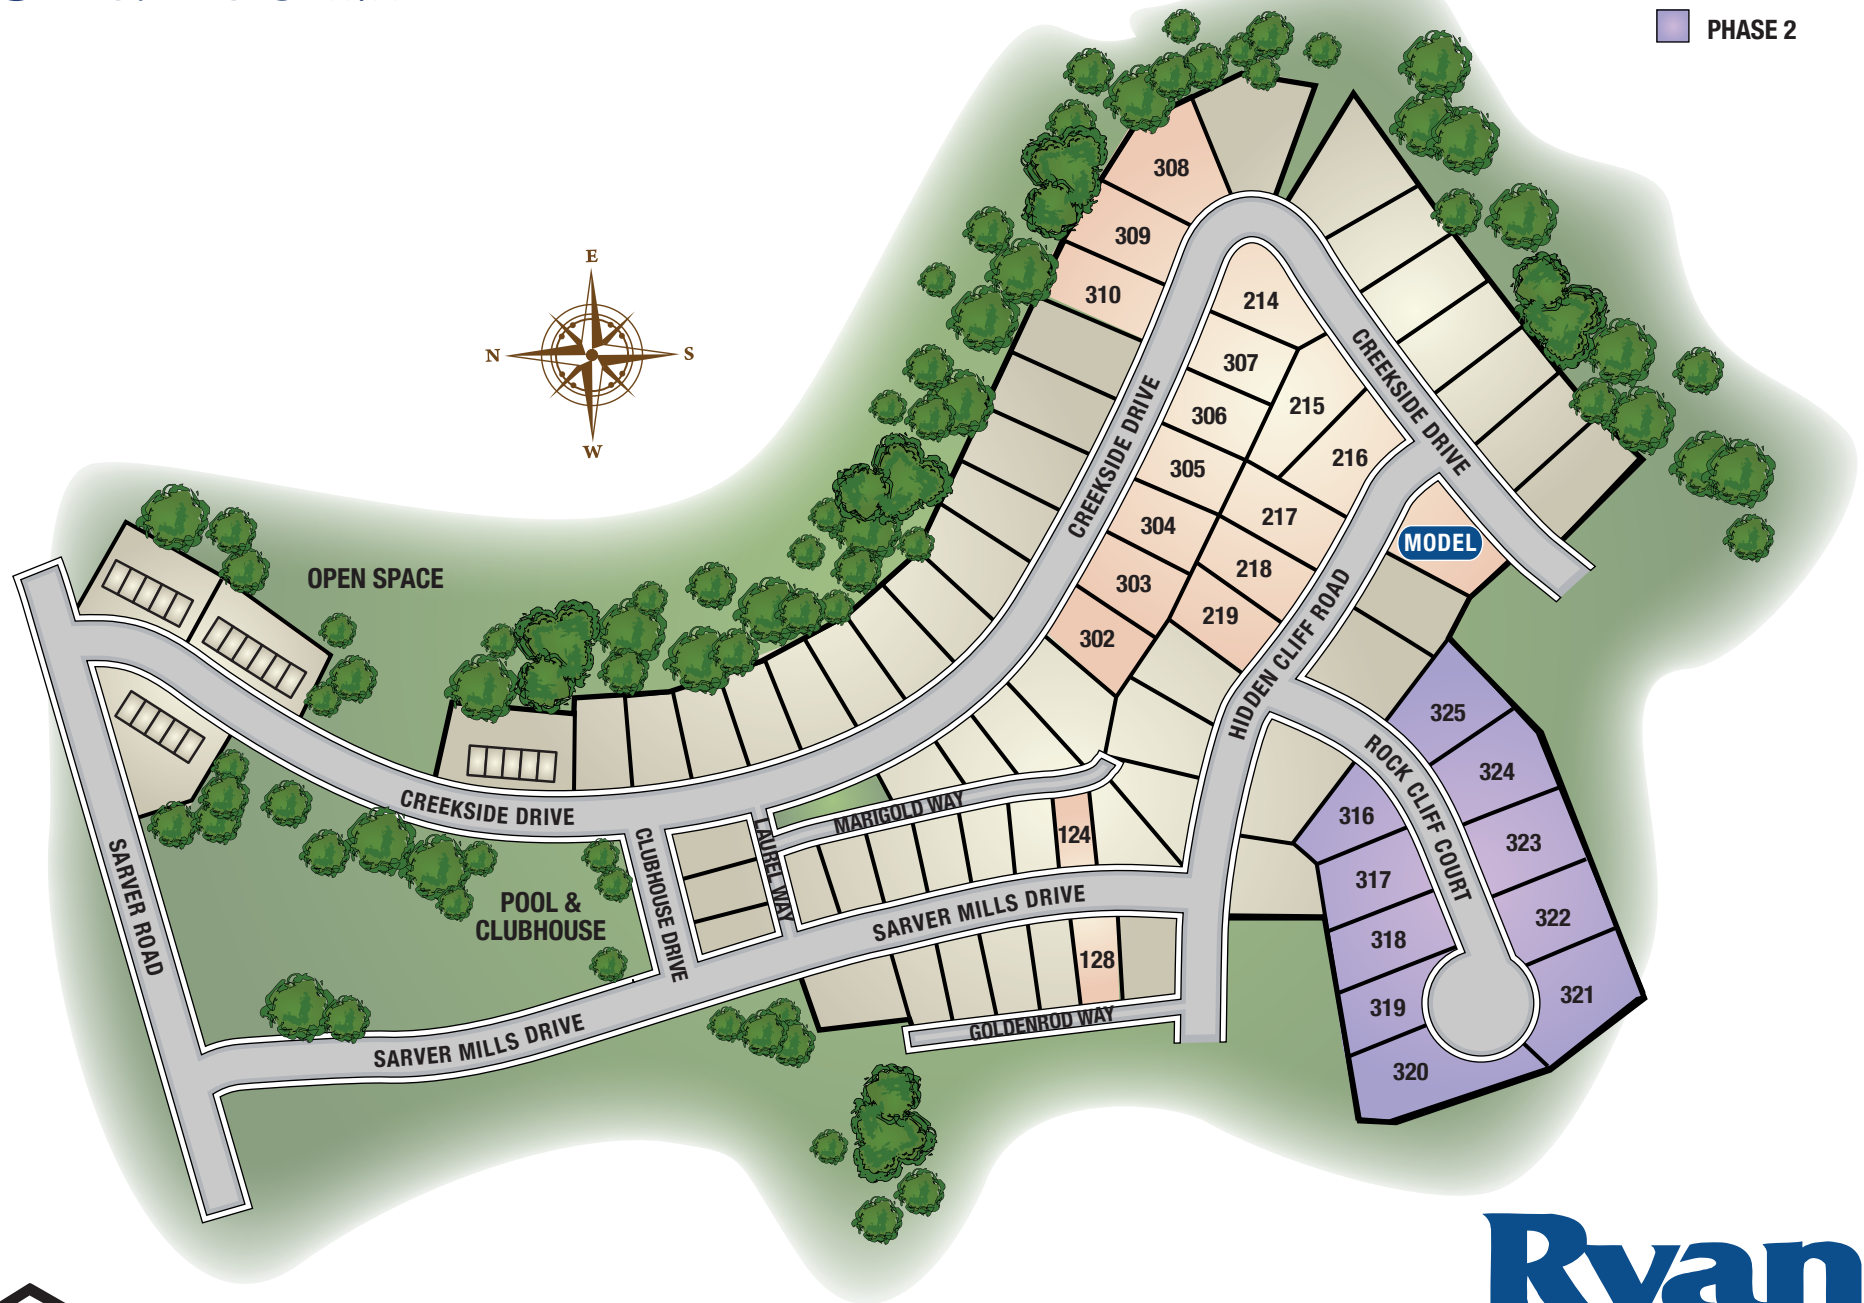 PHASE 2
308
309
310
214
307
306
215
305
216
304
217
303
218
302
219
CREEKSIDE DRIVE
CREEKSIDE DRIVE
MODEL
E
N
S
W
OPEN SPACE
HIDDEN CLIFF ROAD
325
324
316
323
317
322
318
321
319
320
ROCK CLIFF COURT
CREEKSIDE DRIVE
MARIGOLD WAY
LAUREL WAY
124
CLUBHOUSE DRIVE
SARVER ROAD
POOL &
CLUBHOUSE
SARVER MILLS DRIVE
128
GOLDENROD WAY
SARVER MILLS DRIVE
Ryan